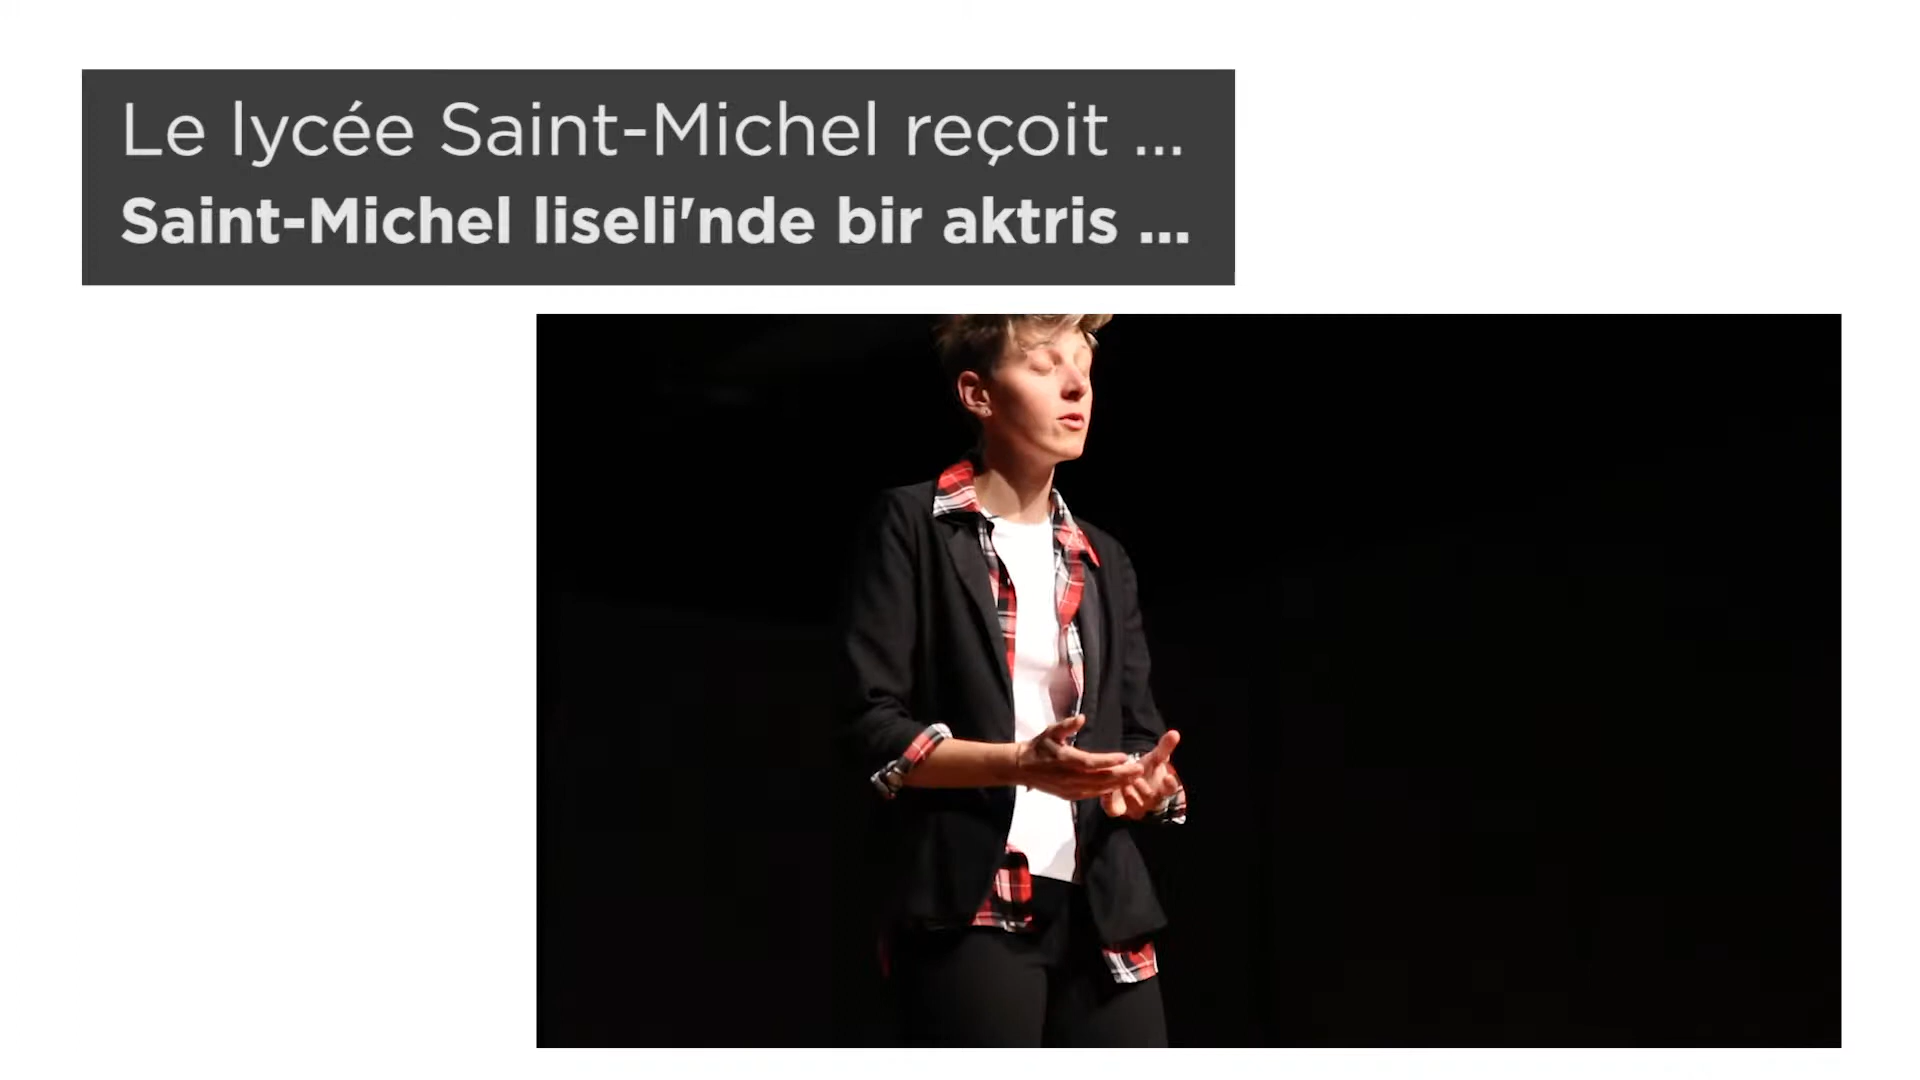 Le lycée Saint-Michel reçoit ...
Saint-Michel liseli'nde bir aktris ...